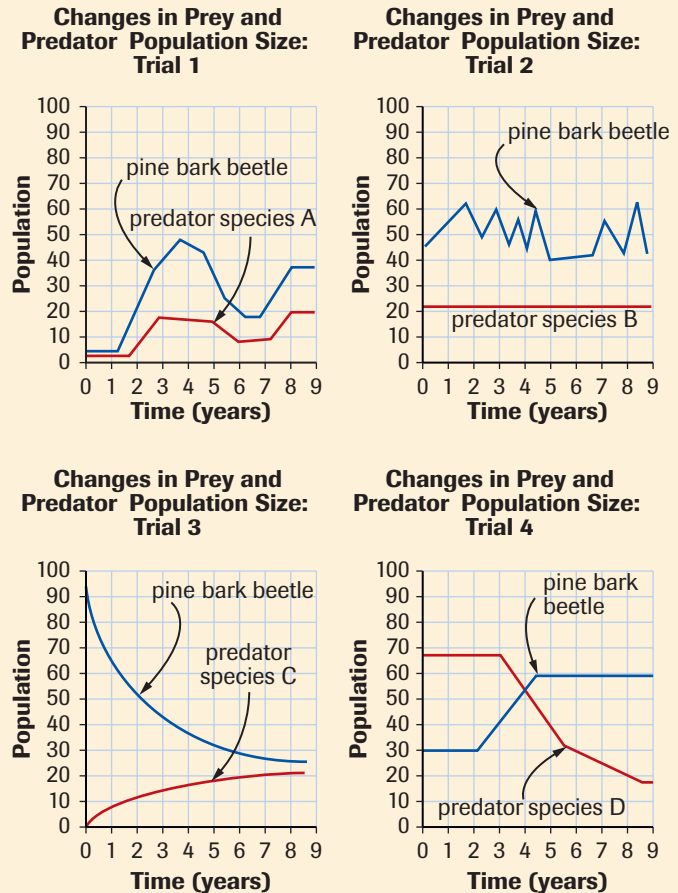 Changes in Prey and
Predator Population Size:
Trial 1
100
90
80
70
60
50
40
30
20
10
0
Population
pine bark beetle
predator species A
0 1 2 3 4 5 6 7 8 9
Time (years)
Changes in Prey and
Predator Population Size:
Trial 2
100
90
80
70
60
50
40
30
20
10
0
Population
pine bark beetle
predator species B
0 1 2 3 4 5 6 7 8 9
Time (years)
Changes in Prey and
Predator Population Size:
Trial 3
100
90
80
70
60
50
40
30
20
10
0
Population
pine bark beetle
predator
species C
0 1 2 3 4 5 6 7 8 9
Time (years)
Changes in Prey and
Predator Population Size:
Trial 4
100
90
80
70
60
50
40
30
20
10
0
Population
pine bark
beetle
predator species D
0 1 2 3 4 5 6 7 8 9
Time (years)